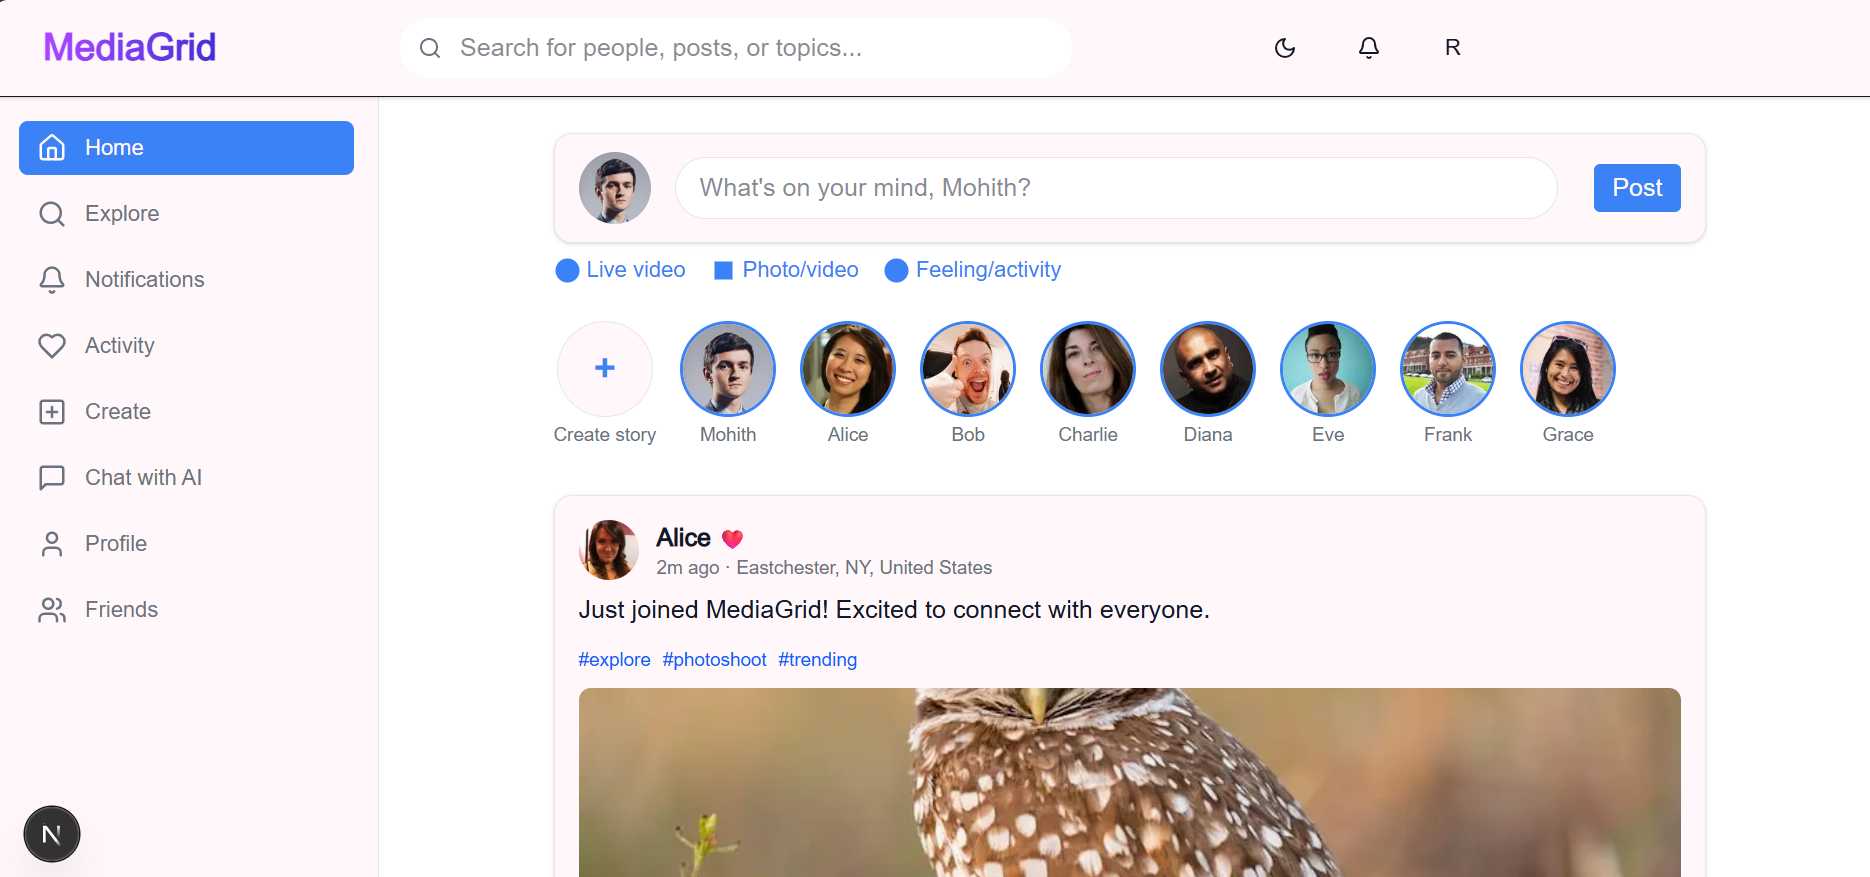 MediaGrid
Search for people, posts, or topics...
R
Home
Explore
Notifications
Activity
Create
Chat with AI
Profile
Friends
N
What's on your mind, Mohith?
Post
Live video
Photo/video
Feeling/activity
+
Create story
Mohith
Alice
Bob
Charlie
Diana
Eve
Frank
Grace
Alice ❤️
2m ago · Eastchester, NY, United States
Just joined MediaGrid! Excited to connect with everyone.
#explore #photoshoot #trending